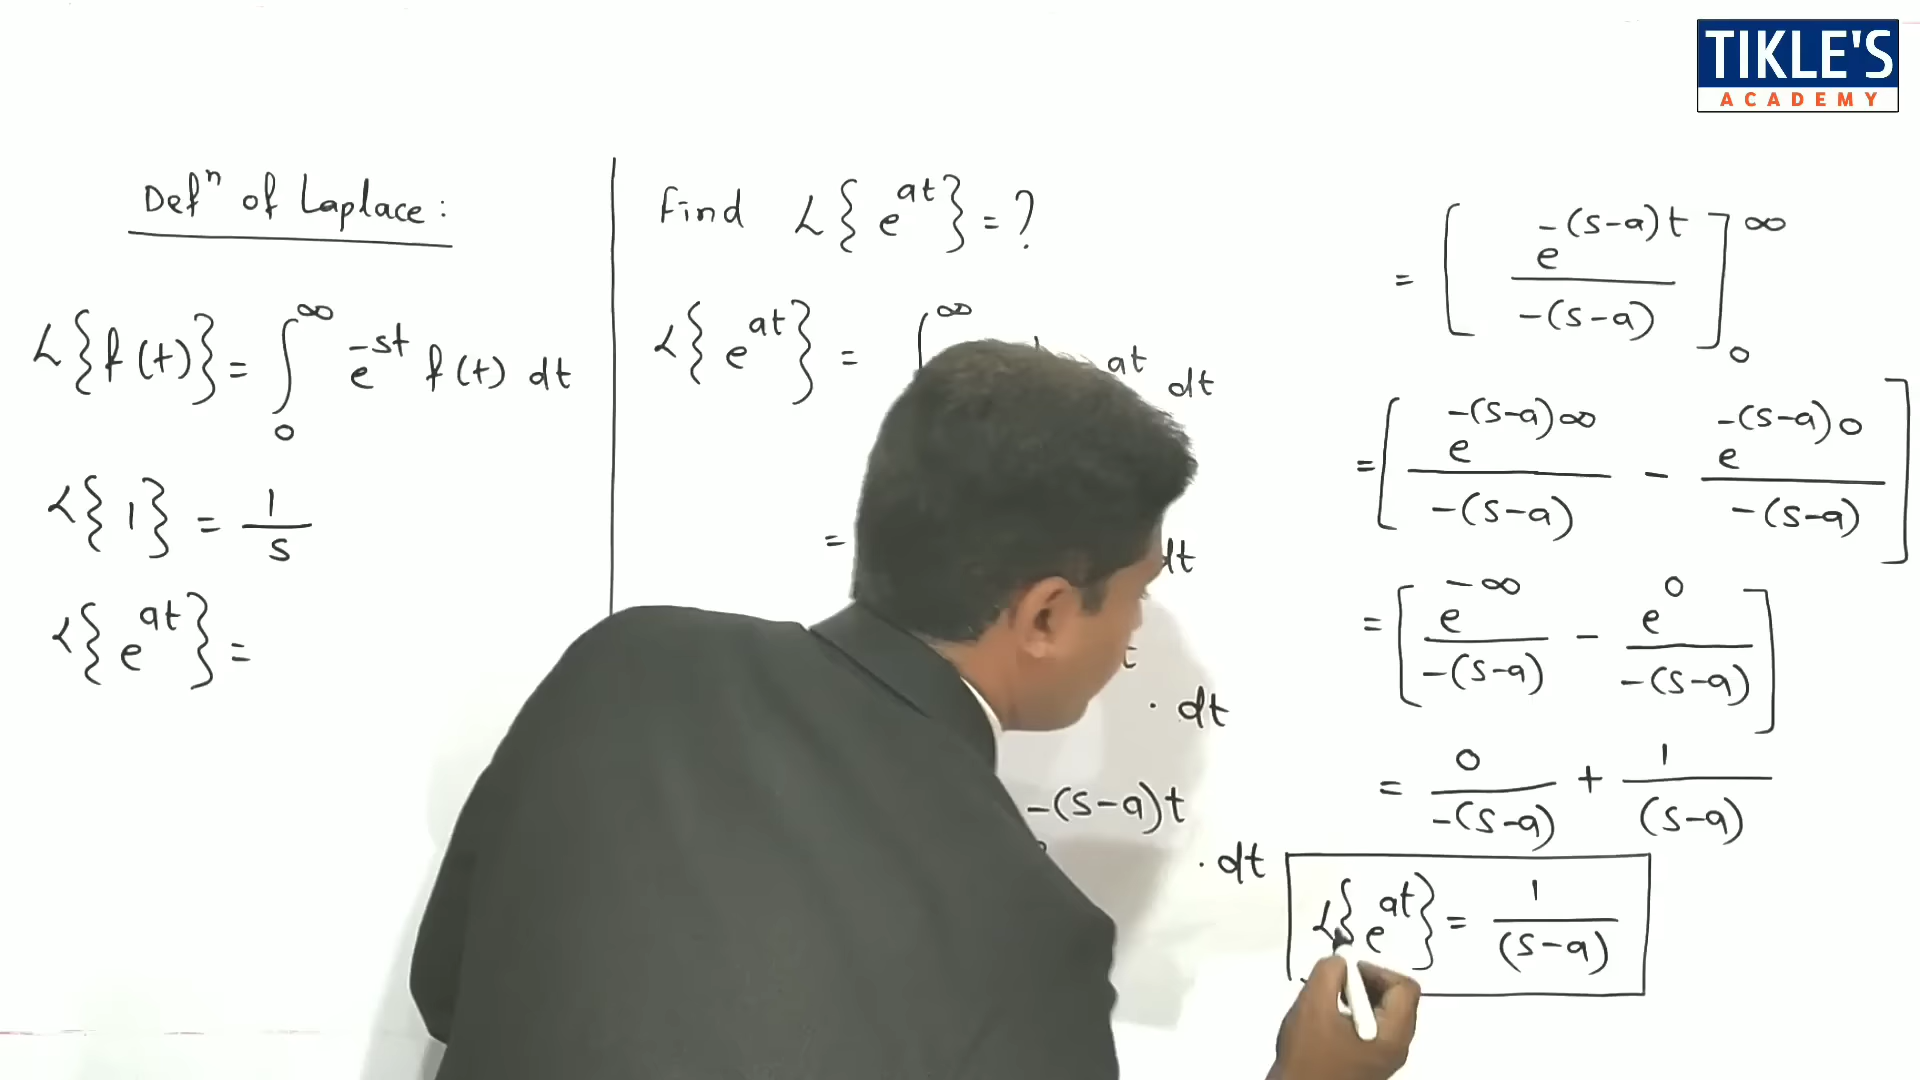 TIKLE'S
ACADEMY
Defⁿ of Laplace:
L{f(t)} = ∫₀^∞ e^-st f(t) dt
L{1} = 1/s
L{e^at} =
Find L{e^at} = ?
L{e^at} = ∫^∞ at dt
= dt
· dt
-(s-a)t · dt
= [e^-(s-a)t / -(s-a)]₀^∞
= [e^-(s-a)∞ / -(s-a) - e^-(s-a)0 / -(s-a)]
= [e^-∞ / -(s-a) - e^0 / -(s-a)]
= 0 / -(s-a) + 1 / (s-a)
L{e^at} = 1 / (s-a)